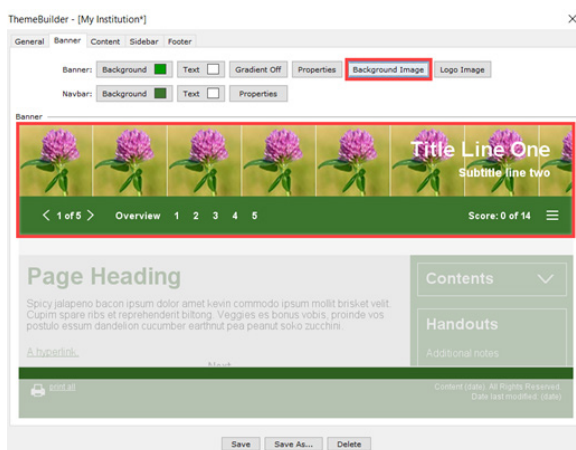 ThemeBuilder - [My Institution*]
General Banner Content Sidebar Footer
Banner: Background Text Gradient Off Properties Background Image Logo Image
Navbar: Background Text Properties
Banner
Title Line One
Subtitle line two
< 1 of 5 > Overview 1 2 3 4 5 Score: 0 of 14
Page Heading
Spicy jalapeno bacon ipsum dolor amet kevin commodo ipsum mollit brisket velit.
Cupim spare ribs et reprehenderit biltong. Veggies es bonus vobis, proinde vos
postulo essum dandelion cucumber earthnut pea peanut soko zucchini.
A hyperlink.
Contents
Handouts
Additional notes
print all
Content (date). All Rights Reserved.
Date last modified: (date)
Save Save As... Delete